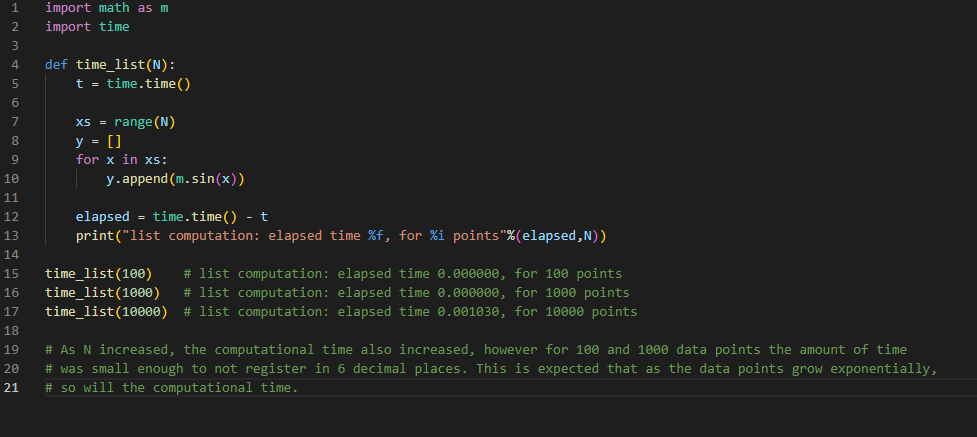 1 import math as m
2 import time
3
4 def time_list(N):
5     t = time.time()
6
7     xs = range(N)
8     y = []
9     for x in xs:
10         y.append(m.sin(x))
11
12     elapsed = time.time() - t
13     print("list computation: elapsed time %f, for %i points"%(elapsed,N))
14
15 time_list(100)    # list computation: elapsed time 0.000000, for 100 points
16 time_list(1000)   # list computation: elapsed time 0.000000, for 1000 points
17 time_list(10000)  # list computation: elapsed time 0.001030, for 10000 points
18
19 # As N increased, the computational time also increased, however for 100 and 1000 data points the amount of time
20 # was small enough to not register in 6 decimal places. This is expected that as the data points grow exponentially,
21 # so will the computational time.